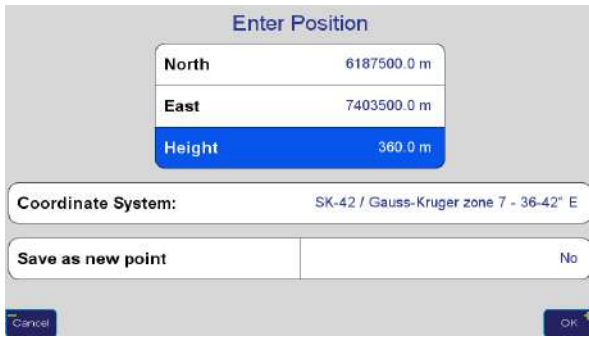 Enter Position
North 6187500.0 m
East 7403500.0 m
Height 360.0 m
Coordinate System: SK-42 / Gauss-Kruger zone 7 - 36-42° E
Save as new point No
Cancel OK